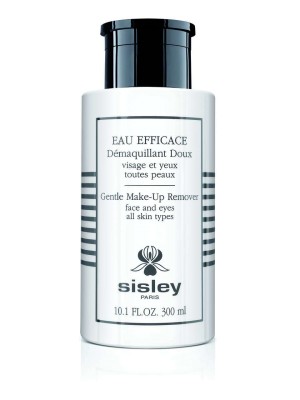 EAU EFFICACE
Démaquillant Doux
visage et yeux
toutes peaux
Gentle Make-Up Remover
face and eyes
all skin types
sisley
PARIS
10.1 FL.OZ. 300 ml